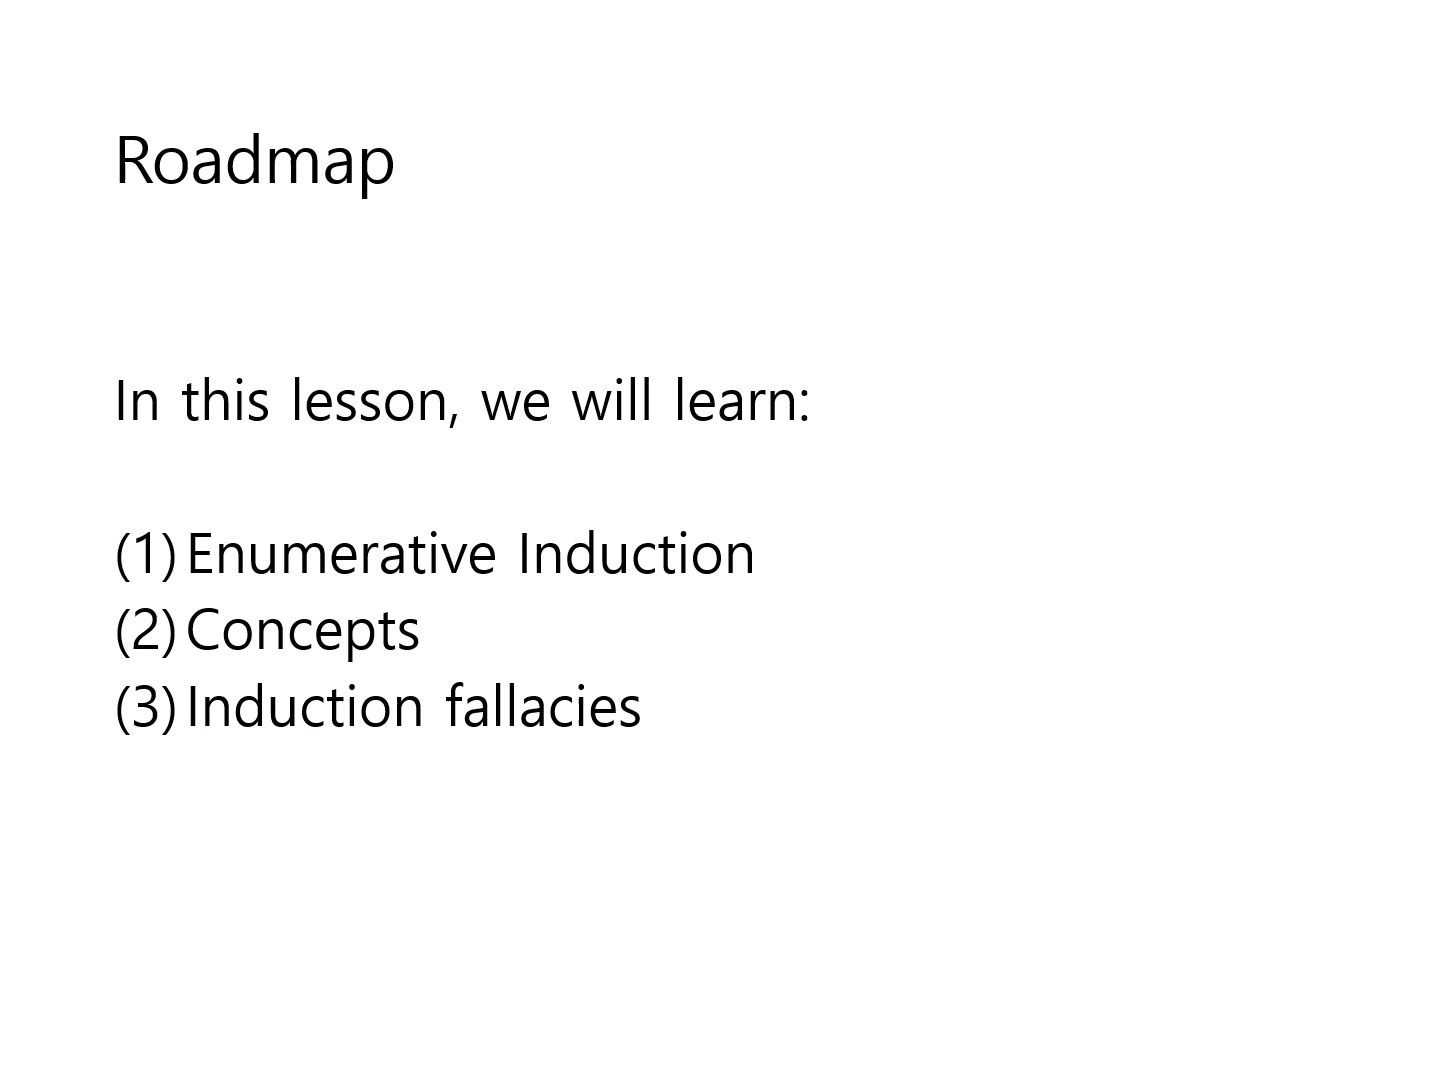 Roadmap
In this lesson, we will learn:
(1) Enumerative Induction
(2) Concepts
(3) Induction fallacies